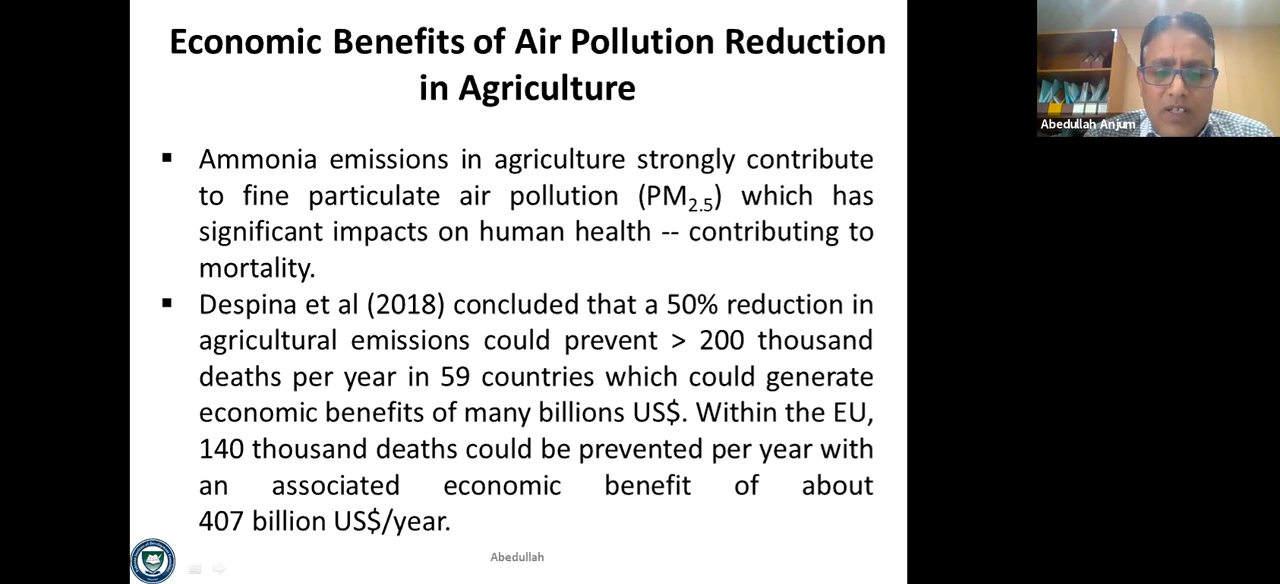 Economic Benefits of Air Pollution Reduction
in Agriculture
▪ Ammonia emissions in agriculture strongly contribute
to fine particulate air pollution (PM2.5) which has
significant impacts on human health -- contributing to
mortality.
▪ Despina et al (2018) concluded that a 50% reduction in
agricultural emissions could prevent > 200 thousand
deaths per year in 59 countries which could generate
economic benefits of many billions US$. Within the EU,
140 thousand deaths could be prevented per year with
an associated economic benefit of about
407 billion US$/year.
Abedullah
Abedullah Anjum